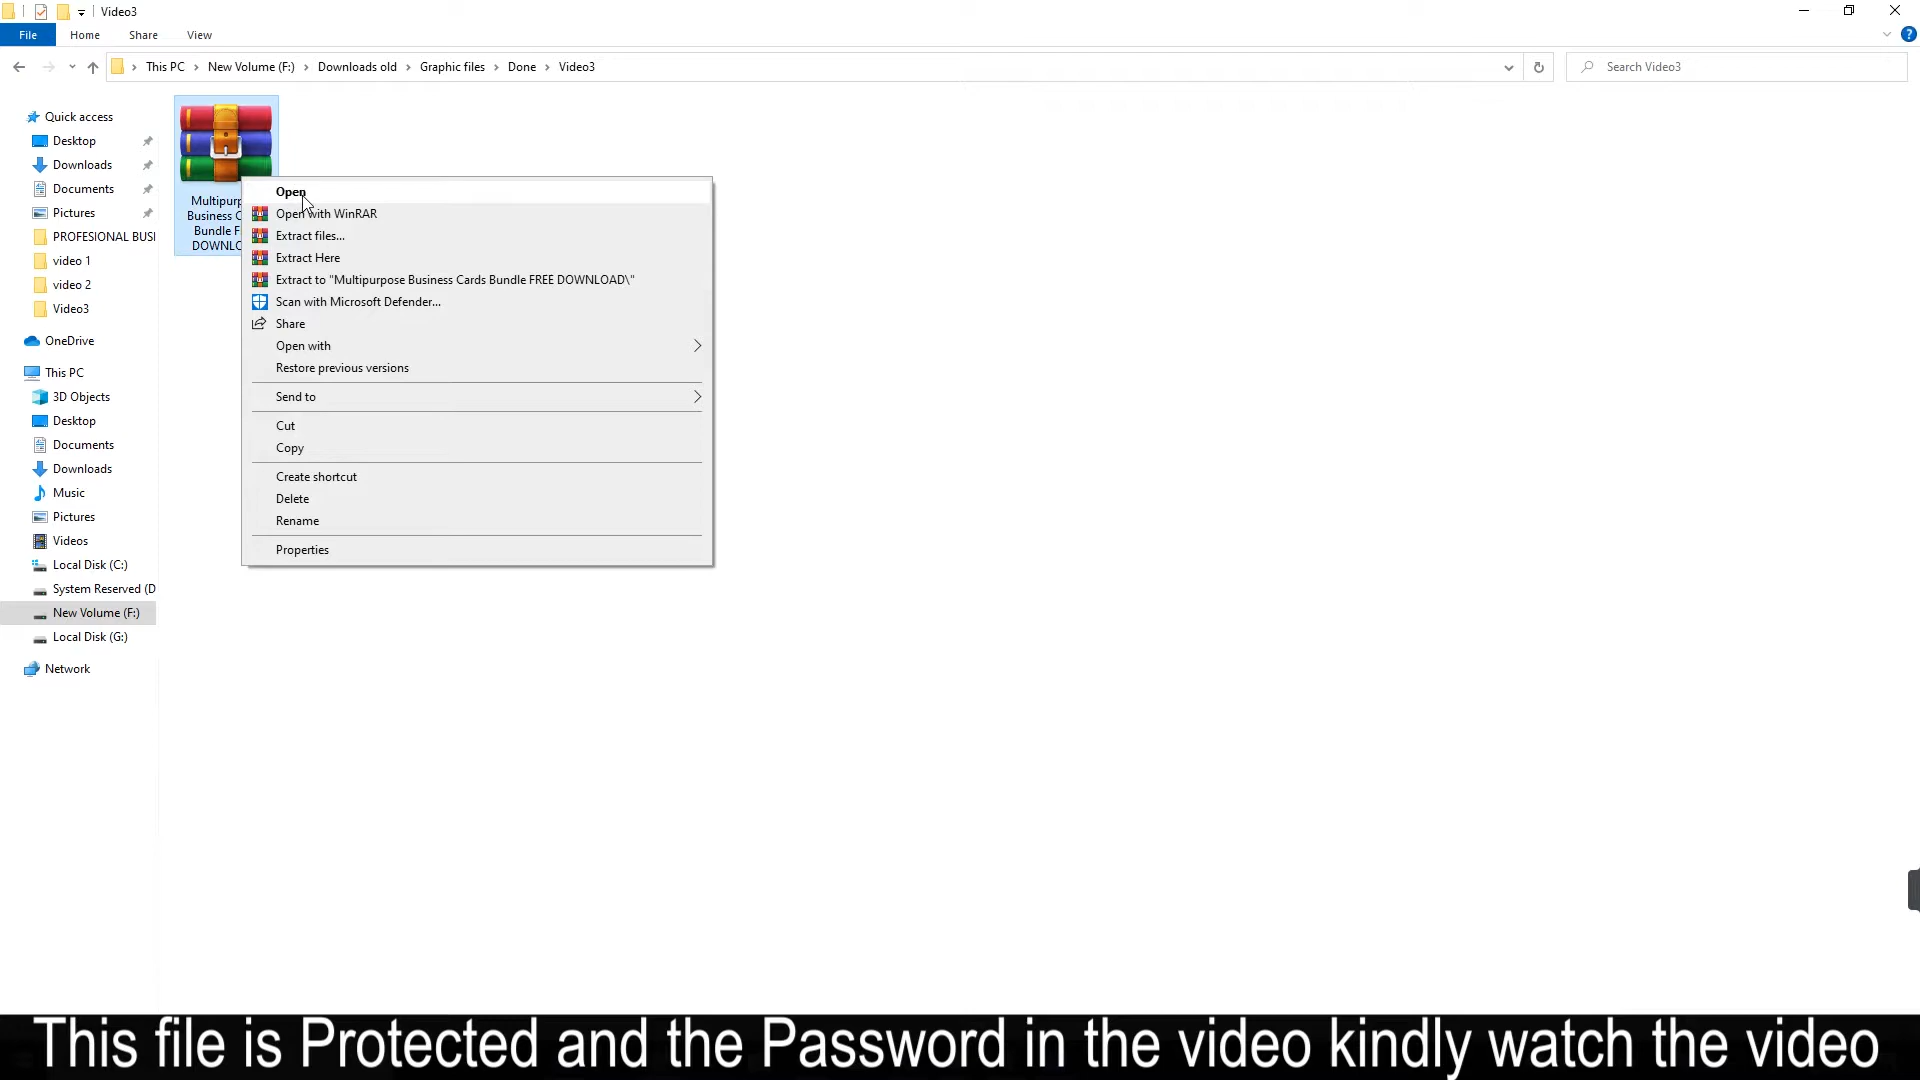 Video3
File
Home
Share
View
This PC
New Volume (F:)
Downloads old
Graphic files
Done
Video3
Search Video3
Quick access
Desktop
Downloads
Documents
Pictures
PROFESIONAL BUSI
video 1
video 2
Video3
OneDrive
This PC
3D Objects
Desktop
Documents
Downloads
Music
Pictures
Videos
Local Disk (C:)
System Reserved (D
New Volume (F:)
Local Disk (G:)
Network
Multipurp
Business C
Bundle F
DOWNLO
Open
Open with WinRAR
Extract files...
Extract Here
Extract to "Multipurpose Business Cards Bundle FREE DOWNLOAD\"
Scan with Microsoft Defender...
Share
Open with
Restore previous versions
Send to
Cut
Copy
Create shortcut
Delete
Rename
Properties
This file is Protected and the Password in the video kindly watch the video